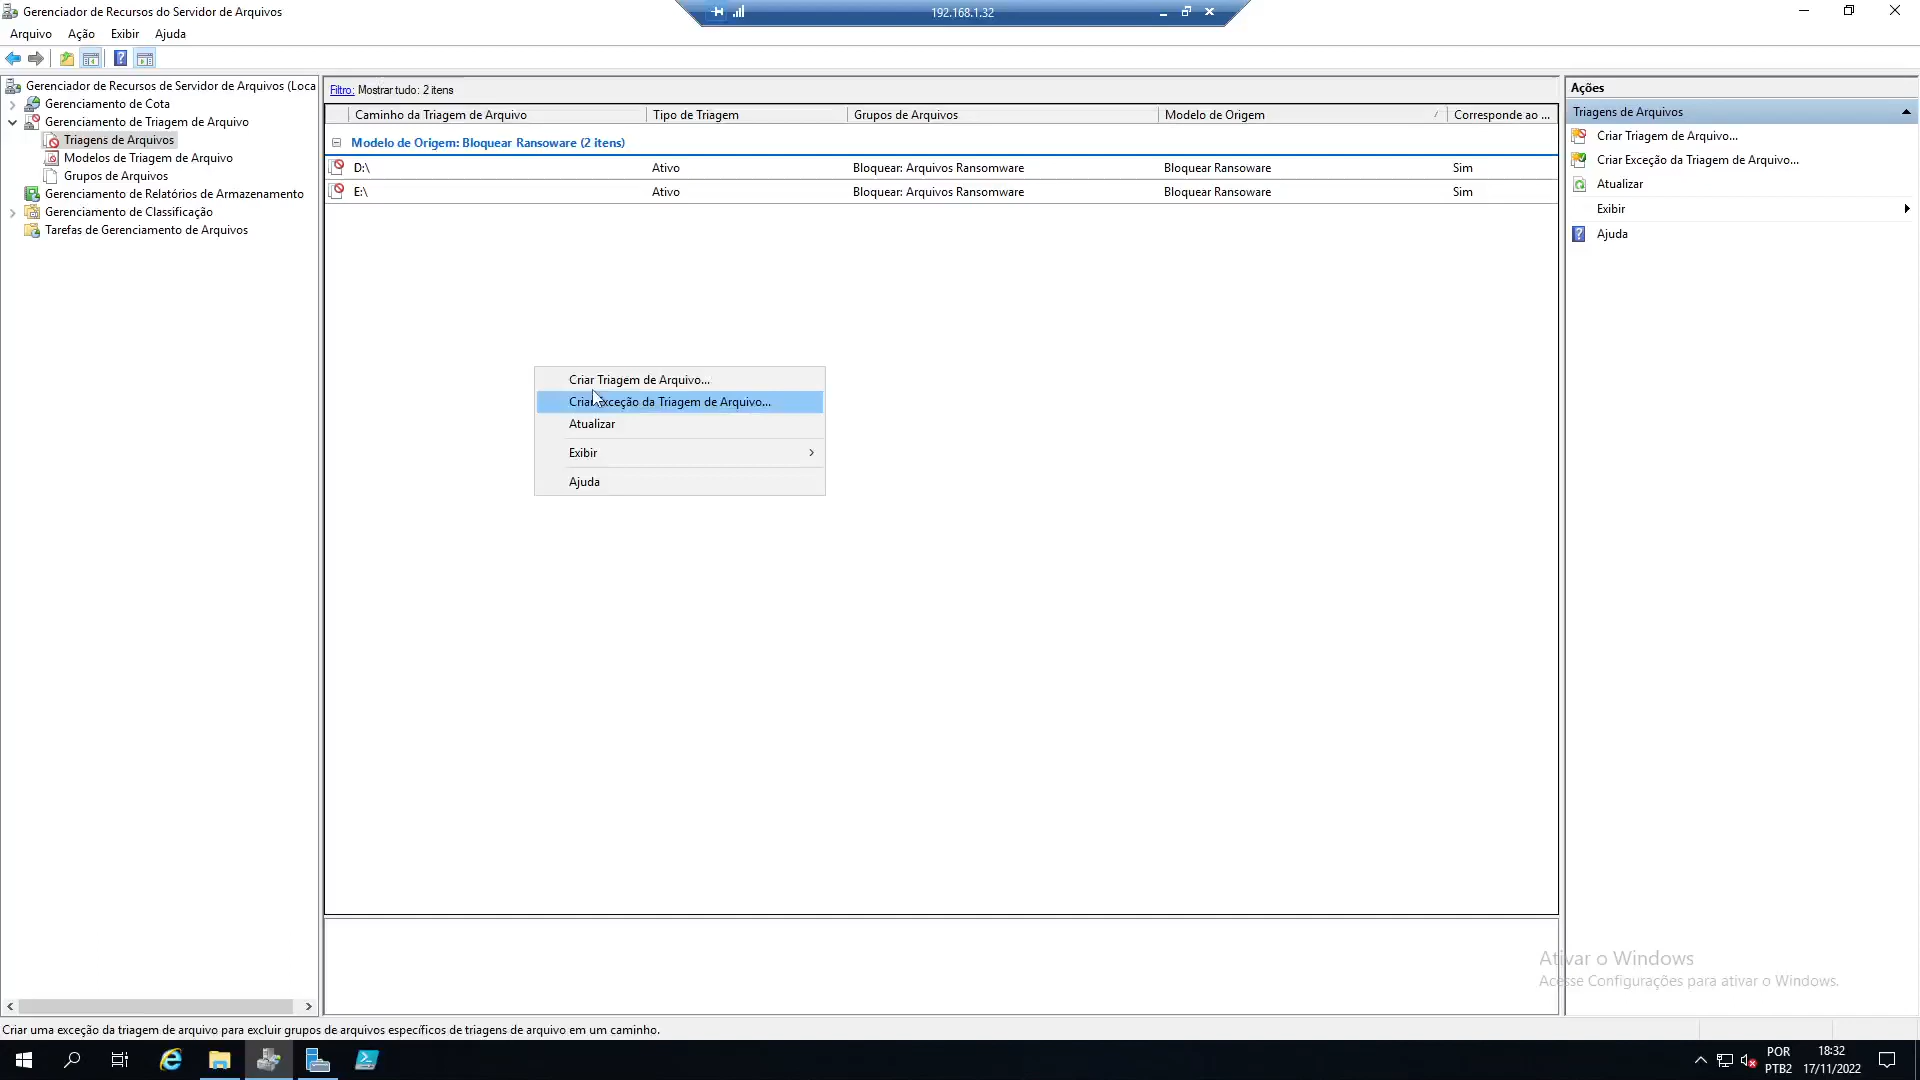 Gerenciador de Recursos do Servidor de Arquivos
192.168.1.32
Arquivo Ação Exibir Ajuda
Gerenciador de Recursos de Servidor de Arquivos (Loca
Gerenciamento de Cota
Gerenciamento de Triagem de Arquivo
Triagens de Arquivos
Modelos de Triagem de Arquivo
Grupos de Arquivos
Gerenciamento de Relatórios de Armazenamento
Gerenciamento de Classificação
Tarefas de Gerenciamento de Arquivos
Filtro: Mostrar tudo: 2 itens
Caminho da Triagem de Arquivo Tipo de Triagem Grupos de Arquivos Modelo de Origem Corresponde ao ...
Modelo de Origem: Bloquear Ransoware (2 itens)
D:\ Ativo Bloquear: Arquivos Ransomware Bloquear Ransoware Sim
E:\ Ativo Bloquear: Arquivos Ransomware Bloquear Ransoware Sim
Criar Triagem de Arquivo...
Criar Exceção da Triagem de Arquivo...
Atualizar
Exibir
Ajuda
Ações
Triagens de Arquivos
Criar Triagem de Arquivo...
Criar Exceção da Triagem de Arquivo...
Atualizar
Exibir
Ajuda
Ativar o Windows
Acesse Configurações para ativar o Windows.
Criar uma exceção da triagem de arquivo para excluir grupos de arquivos específicos de triagens de arquivo em um caminho.
POR
PTB2
18:32
17/11/2022